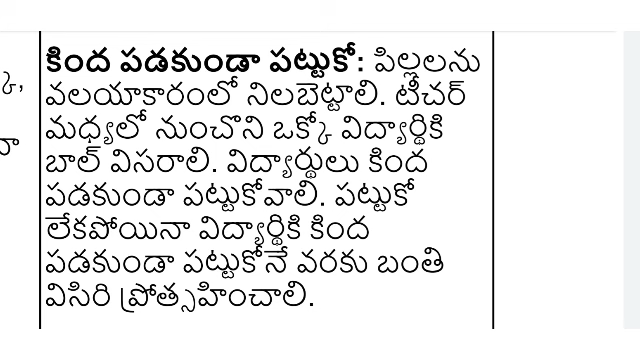 కింద పడకుండా పట్టుకో: పిల్లలను
వలయాకారంలో నిలబెట్టాలి. టీచర్
మధ్యలో నుంచొని ఒక్కో విద్యార్థికి
బాల్ విసరాలి. విద్యార్థులు కింద
పడకుండా పట్టుకోవాలి. పట్టుకో
లేకపోయినా విద్యార్థికి కింద
పడకుండా పట్టుకోనే వరకు బంతి
విసిరి ప్రోత్సహించాలి.